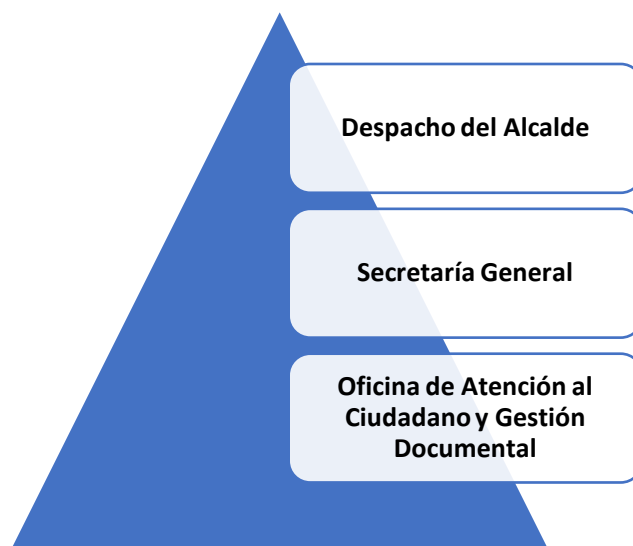 Despacho del Alcalde
Secretaría General
Oficina de Atención al
Ciudadano y Gestión
Documental